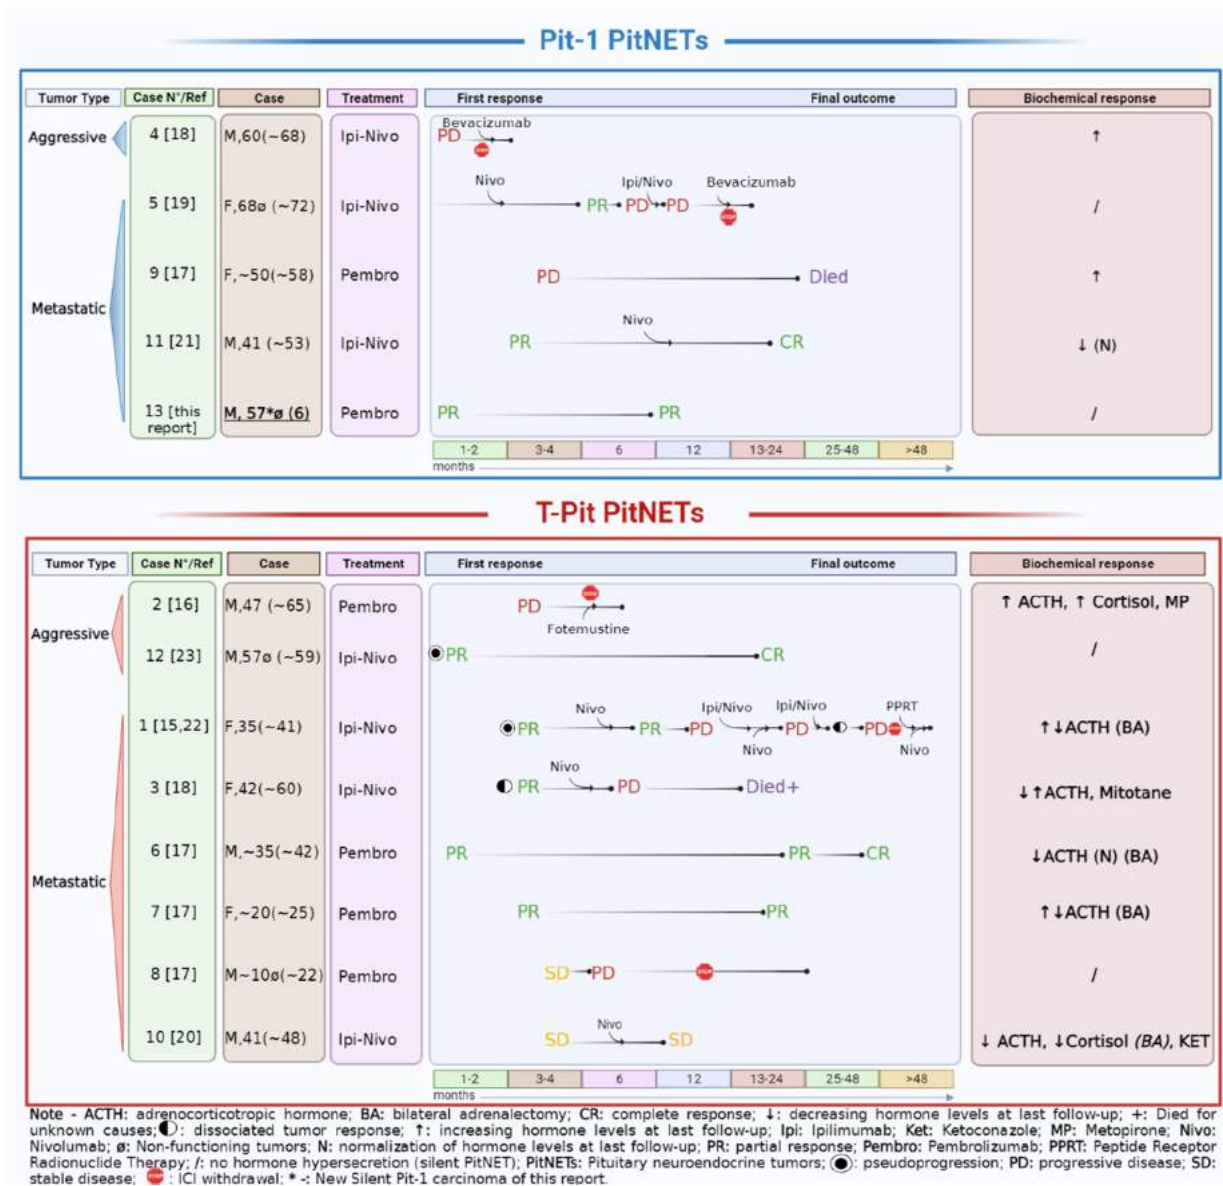 Pit-1 PitNETs
Tumor Type Case N°/Ref Case Treatment First response Final outcome Biochemical response
Aggressive 4 [18] M,60(~68) Ipi-Nivo PD Bevacizumab STOP ↑
5 [19] F,68ø (~72) Ipi-Nivo Nivo PR PD Ipi/Nivo PD Bevacizumab STOP /
9 [17] F,~50(~58) Pembro PD Died ↑
Metastatic
11 [21] M,41 (~53) Ipi-Nivo PR Nivo CR ↓ (N)
13 [this
report] M, 57*ø (6) Pembro PR PR /
1-2 3-4 6 12 13-24 25-48 >48
months
T-Pit PitNETs
Tumor Type Case N°/Ref Case Treatment First response Final outcome Biochemical response
2 [16] M,47 (~65) Pembro PD STOP Fotemustine ↑ ACTH, ↑ Cortisol, MP
Aggressive
12 [23] M,57ø (~59) Ipi-Nivo PR CR /
1 [15,22] F,35(~41) Ipi-Nivo PR Nivo PR PD Ipi/Nivo Nivo PD Ipi/Nivo PD PPRT Nivo ↑↓ACTH (BA)
3 [18] F,42(~60) Ipi-Nivo PR Nivo PD Died+ ↓↑ACTH, Mitotane
6 [17] M,~35(~42) Pembro PR PR CR ↓ACTH (N) (BA)
Metastatic
7 [17] F,~20(~25) Pembro PR PR ↑↓ACTH (BA)
8 [17] M~10ø(~22) Pembro SD PD STOP /
10 [20] M,41(~48) Ipi-Nivo SD Nivo SD ↓ ACTH, ↓Cortisol (BA), KET
1-2 3-4 6 12 13-24 25-48 >48
months
Note - ACTH: adrenocorticotropic hormone; BA: bilateral adrenalectomy; CR: complete response; ↓: decreasing hormone levels at last follow-up; +: Died for
unknown causes; ◐: dissociated tumor response; ↑: increasing hormone levels at last follow-up; Ipi: Ipilimumab; Ket: Ketoconazole; MP: Metopirone; Nivo:
Nivolumab; ø: Non-functioning tumors; N: normalization of hormone levels at last follow-up; PR: partial response; Pembro: Pembrolizumab; PPRT: Peptide Receptor
Radionuclide Therapy; /: no hormone hypersecretion (silent PitNET); PitNETs: Pituitary neuroendocrine tumors; ◉: pseudoprogression; PD: progressive disease; SD:
stable disease; STOP : ICI withdrawal; * -: New Silent Pit-1 carcinoma of this report.